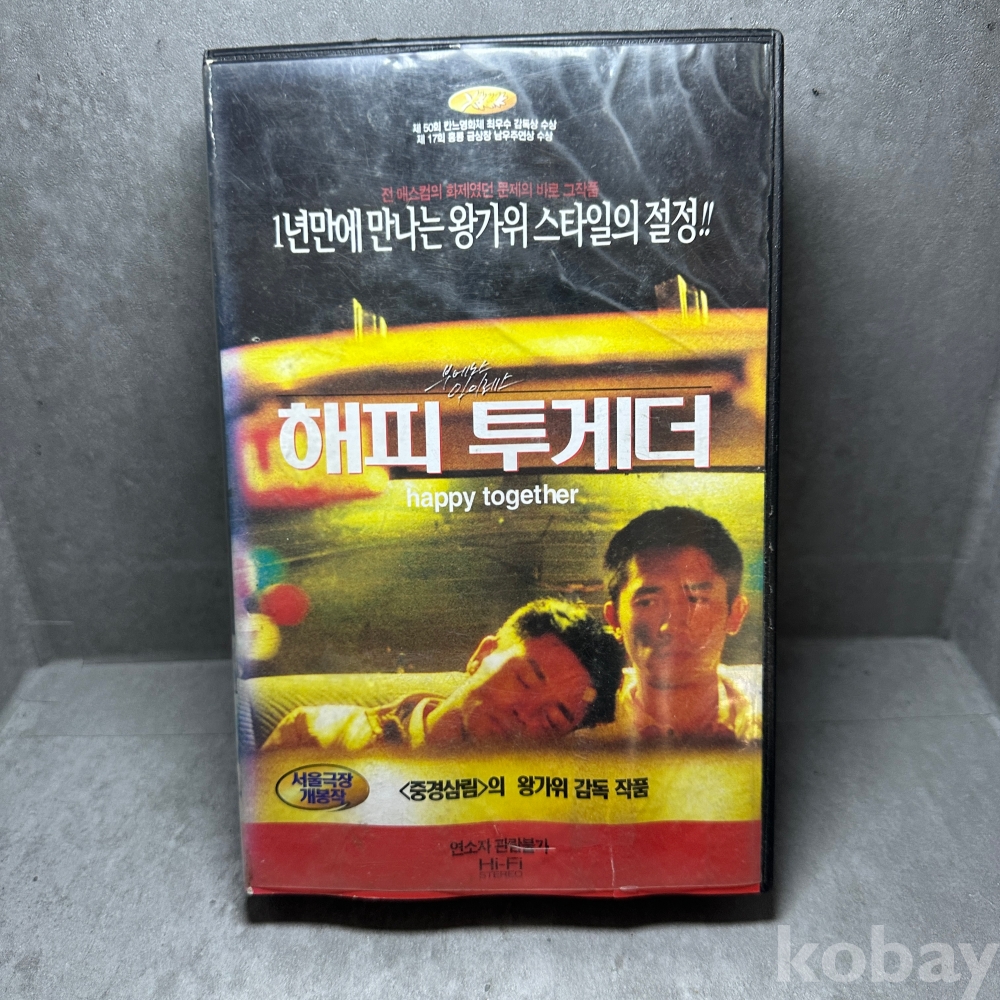 제 50회 칸느영화제 최우수 감독상 수상
제 17회 홍콩 금상장 남우주연상 수상
전 매스컴의 화제였던 문제의 바로 그작품
1년만에 만나는 왕가위 스타일의 절정!!
부에노스
아이레스
해피 투게더
happy together
서울극장
개봉작
<중경삼림>의 왕가위 감독 작품
연소자 관람불가
Hi-Fi
STEREO
kobay